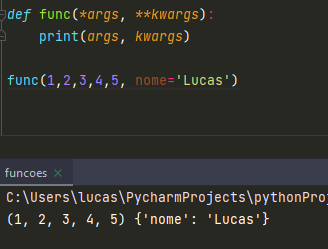 def func(*args, **kwargs):
    print(args, kwargs)
func(1,2,3,4,5, nome='Lucas')
funcoes ×
C:\Users\lucas\PycharmProjects\pythonProj
(1, 2, 3, 4, 5) {'nome': 'Lucas'}